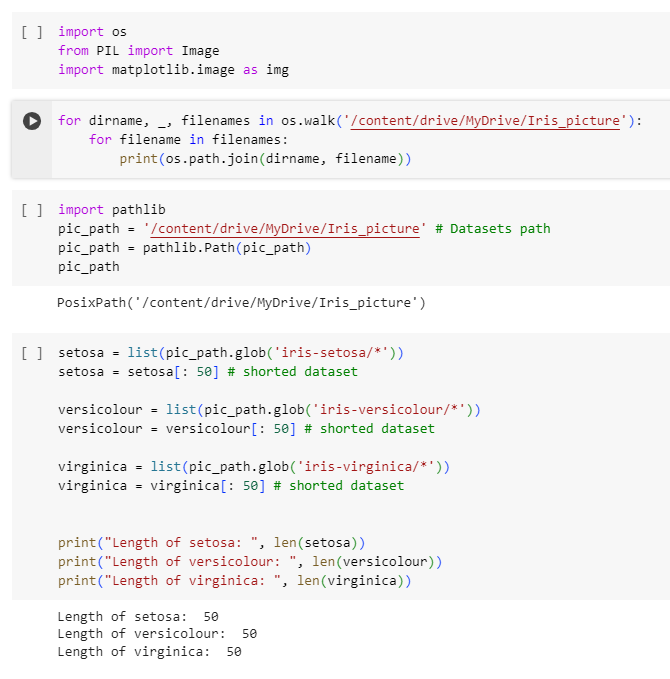 [ ] import os
from PIL import Image
import matplotlib.image as img
for dirname, _, filenames in os.walk('/content/drive/MyDrive/Iris_picture'):
    for filename in filenames:
        print(os.path.join(dirname, filename))
[ ] import pathlib
pic_path = '/content/drive/MyDrive/Iris_picture' # Datasets path
pic_path = pathlib.Path(pic_path)
pic_path
PosixPath('/content/drive/MyDrive/Iris_picture')
[ ] setosa = list(pic_path.glob('iris-setosa/*'))
setosa = setosa[: 50] # shorted dataset
versicolour = list(pic_path.glob('iris-versicolour/*'))
versicolour = versicolour[: 50] # shorted dataset
virginica = list(pic_path.glob('iris-virginica/*'))
virginica = virginica[: 50] # shorted dataset
print("Length of setosa: ", len(setosa))
print("Length of versicolour: ", len(versicolour))
print("Length of virginica: ", len(virginica))
Length of setosa:  50
Length of versicolour:  50
Length of virginica:  50